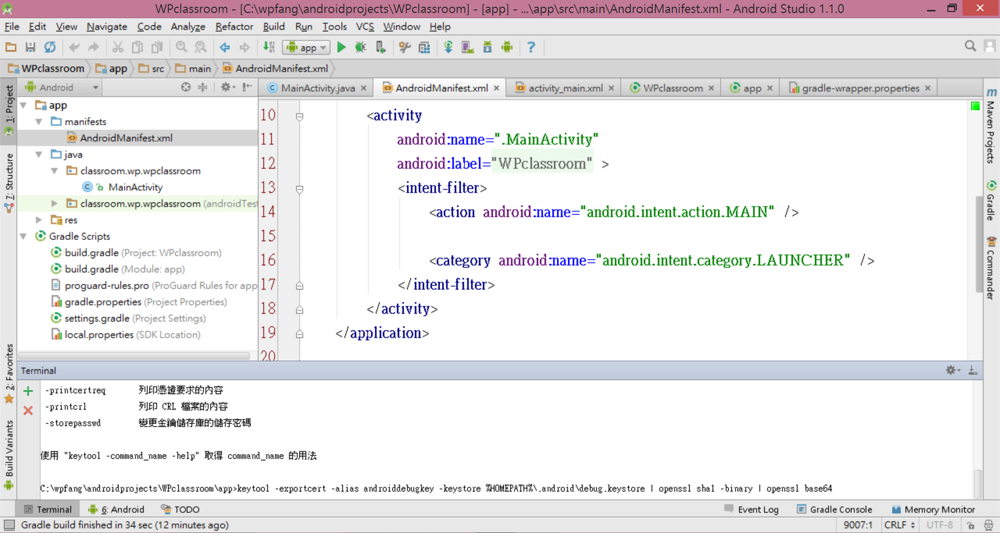 WPclassroom - [C:\wpfang\androidprojects\WPclassroom] - [app] - ...\app\src\main\AndroidManifest.xml - Android Studio 1.1.0
File Edit View Navigate Code Analyze Refactor Build Run Tools VCS Window Help
app
WPclassroom app src main AndroidManifest.xml
Android
MainActivity.java AndroidManifest.xml activity_main.xml WPclassroom app gradle-wrapper.properties
1: Project
7: Structure
2: Favorites
Build Variants
app
manifests
AndroidManifest.xml
java
classroom.wp.wpclassroom
MainActivity
classroom.wp.wpclassroom (androidTest
res
Gradle Scripts
build.gradle (Project: WPclassroom)
build.gradle (Module: app)
proguard-rules.pro (ProGuard Rules for app
gradle.properties (Project Properties)
settings.gradle (Project Settings)
local.properties (SDK Location)
10 <activity
11 android:name=".MainActivity"
12 android:label="WPclassroom" >
13 <intent-filter>
14 <action android:name="android.intent.action.MAIN" />
15
16 <category android:name="android.intent.category.LAUNCHER" />
17 </intent-filter>
18 </activity>
19 </application>
20
m Maven Projects
Gradle
Commander
Terminal
-printcertreq 列印憑證要求的內容
-printcrl 列印 CRL 檔案的內容
-storepasswd 變更金鑰儲存庫的儲存密碼
使用 "keytool -command_name -help" 取得 command_name 的用法
C:\wpfang\androidprojects\WPclassroom\app>keytool -exportcert -alias androiddebugkey -keystore %HOMEPATH%\.android\debug.keystore | openssl sha1 -binary | openssl base64
Terminal 6: Android TODO Event Log Gradle Console Memory Monitor
Gradle build finished in 34 sec (12 minutes ago) 9007:1 CRLF UTF-8